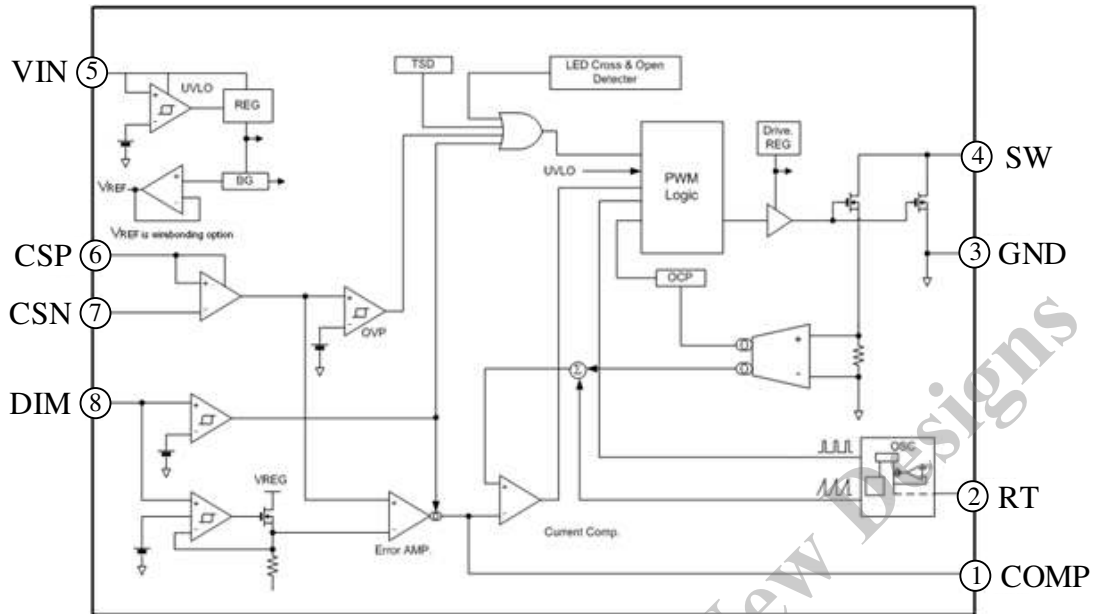 VIN 5
UVLO
+
-
REG
BG
+
-
VREF
VREF is wirebonding option
TSD
LED Cross & Open
Detecter
UVLO
PWM
Logic
Drive.
REG
4 SW
3 GND
CSP 6
CSN 7
+
-
+
-
OVP
OCP
+
-
Σ
DIM 8
+
-
+
-
VREG
+
-
Error AMP.
+
-
Current Comp.
OSC
2 RT
1 COMP
ew Designs